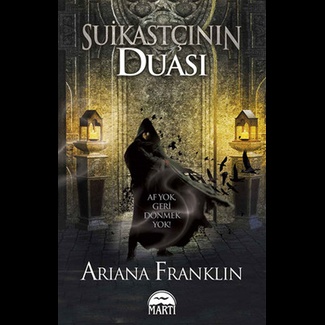 SUİKASTÇININ
DUASI
AF YOK,
GERİ
DÖNMEK
YOK!
ARIANA FRANKLIN
MARTI